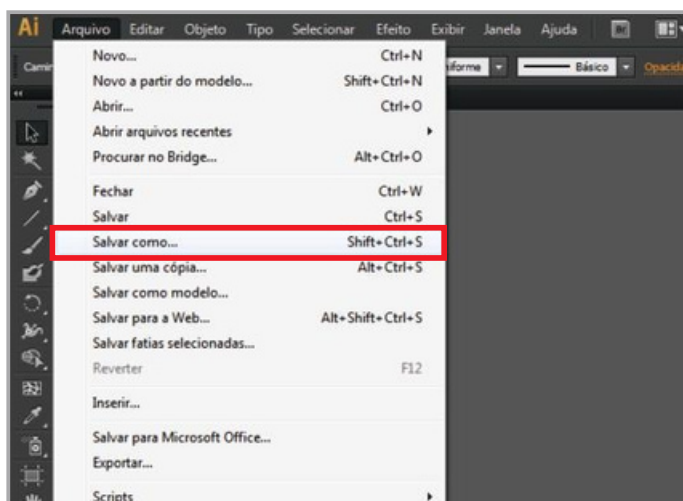 Ai Arquivo Editar Objeto Tipo Selecionar Efeito Exibir Janela Ajuda Br
Básico Opacida
Novo... Ctrl+N
Novo a partir do modelo... Shift+Ctrl+N
Abrir... Ctrl+O
Abrir arquivos recentes
Procurar no Bridge... Alt+Ctrl+O
Fechar Ctrl+W
Salvar Ctrl+S
Salvar como... Shift+Ctrl+S
Salvar uma cópia... Alt+Ctrl+S
Salvar como modelo...
Salvar para a Web... Alt+Shift+Ctrl+S
Salvar fatias selecionadas...
Reverter F12
Inserir...
Salvar para Microsoft Office...
Exportar...
Scripts